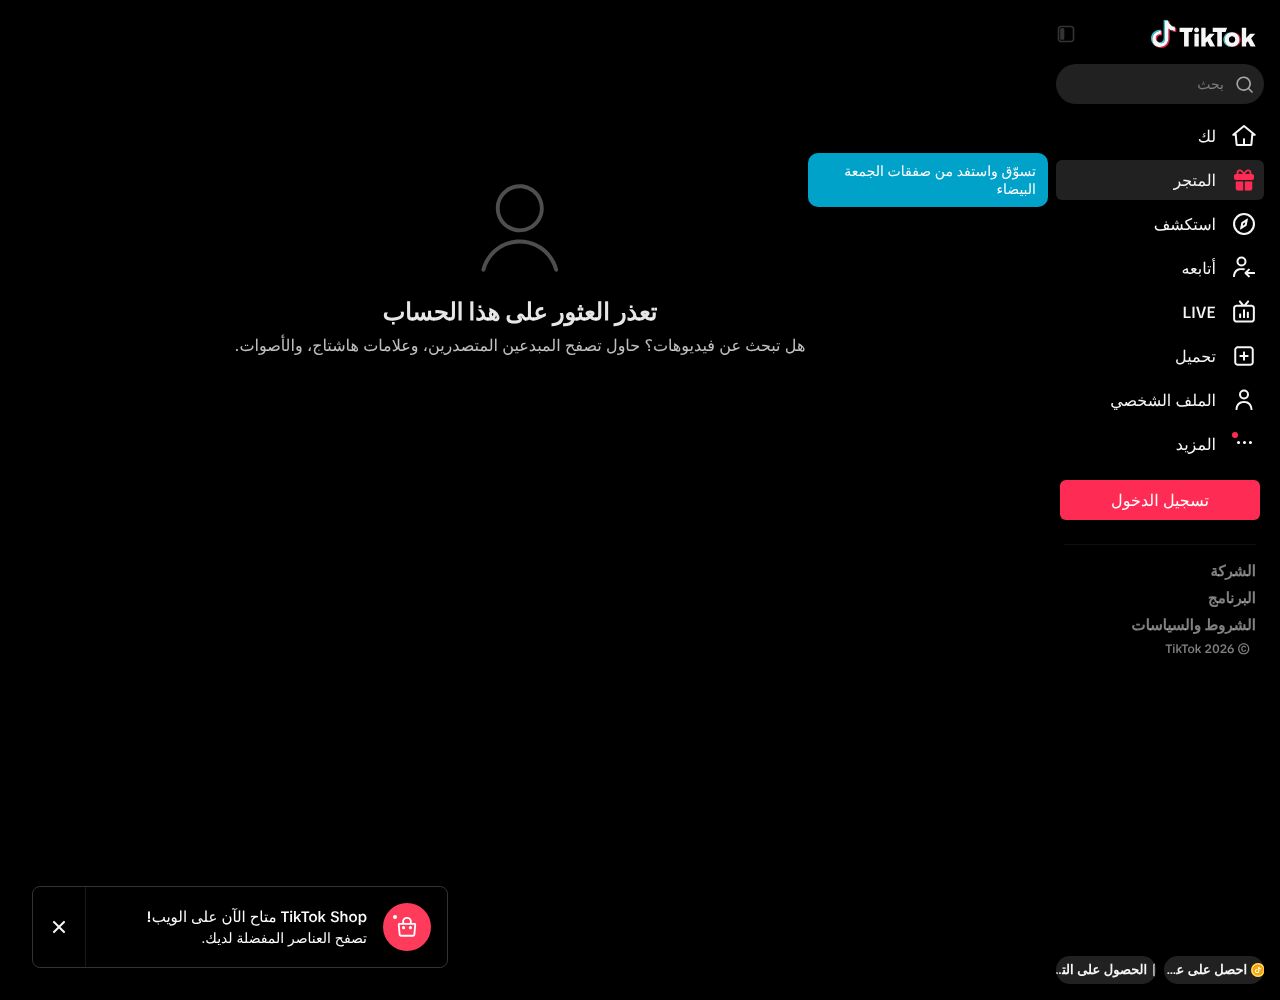 TikTok
بحث
لك
المتجر
تسوّق واستفد من صفقات الجمعة
البيضاء
استكشف
أتابعه
LIVE
تحميل
الملف الشخصي
المزيد
تسجيل الدخول
تعذر العثور على هذا الحساب
هل تبحث عن فيديوهات؟ حاول تصفح المبدعين المتصدرين، وعلامات هاشتاج، والأصوات.
الشركة
البرنامج
الشروط والسياسات
© 2026 TikTok
TikTok Shop متاح الآن على الويب!
تصفح العناصر المفضلة لديك.
احصل على عـ...
الحصول على الت...